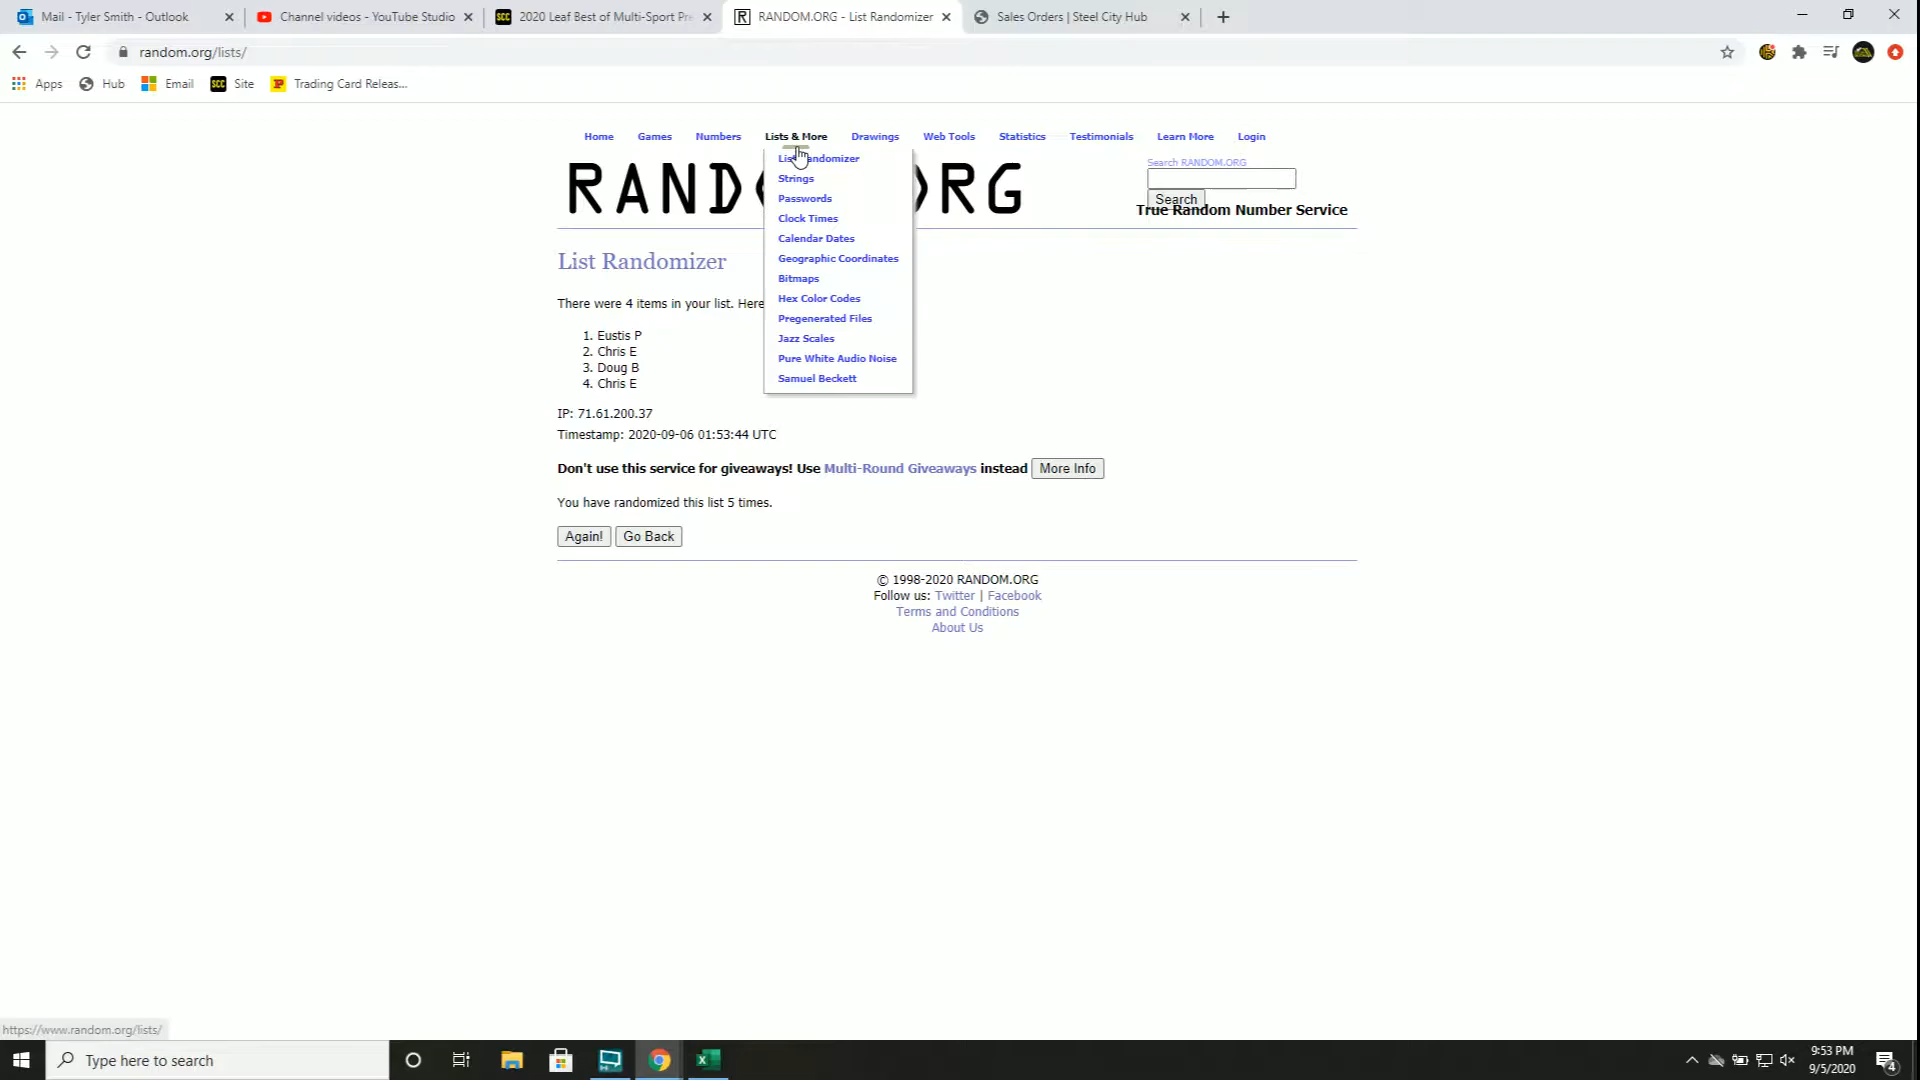 Mail - Tyler Smith - Outlook
Channel videos - YouTube Studio
SCC 2020 Leaf Best of Multi-Sport Pre
R RANDOM.ORG - List Randomizer
Sales Orders | Steel City Hub
random.org/lists/
Apps
Hub
Email
SCC Site
Trading Card Releas...
Home Games Numbers Lists & More Drawings Web Tools Statistics Testimonials Learn More Login
Search RANDOM.ORG
Search
True Random Number Service
Strings
Passwords
Clock Times
Calendar Dates
Geographic Coordinates
Bitmaps
Hex Color Codes
Pregenerated Files
Jazz Scales
Pure White Audio Noise
Samuel Beckett
List Randomizer
There were 4 items in your list. Here
1. Eustis P
2. Chris E
3. Doug B
4. Chris E
IP: 71.61.200.37
Timestamp: 2020-09-06 01:53:44 UTC
Don't use this service for giveaways! Use Multi-Round Giveaways instead More Info
You have randomized this list 5 times.
Again! Go Back
© 1998-2020 RANDOM.ORG
Follow us: Twitter | Facebook
Terms and Conditions
About Us
https://www.random.org/lists/
Type here to search
9:53 PM
9/5/2020
4